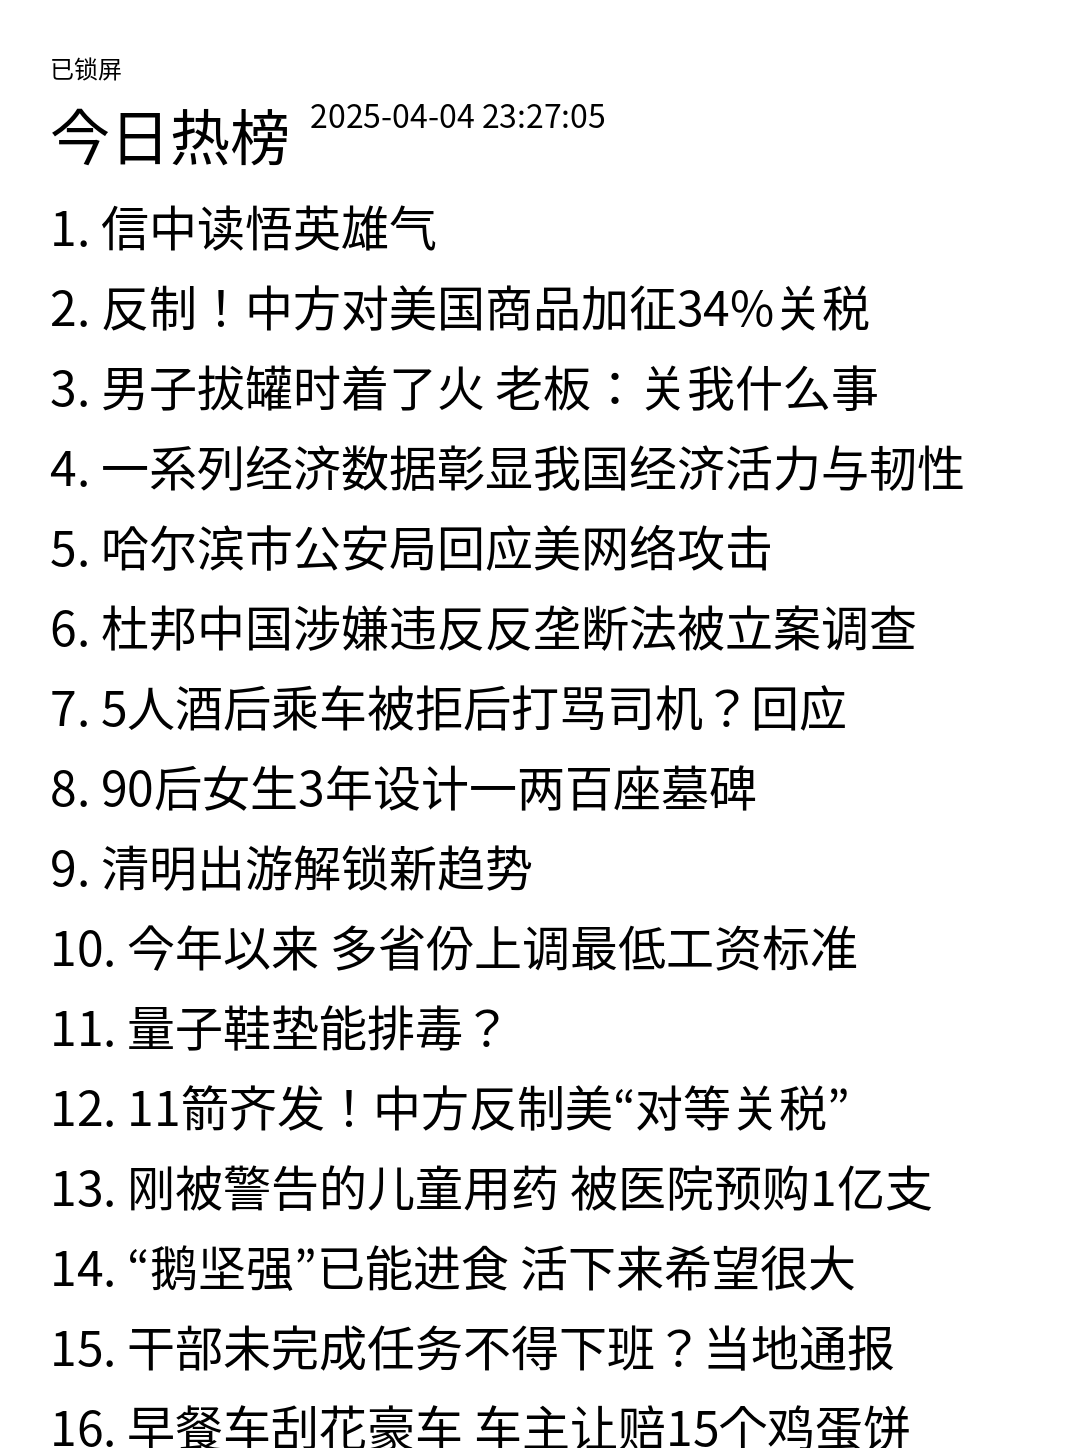 已锁屏
今日热榜 2025-04-04 23:27:05
1. 信中读悟英雄气
2. 反制！中方对美国商品加征34%关税
3. 男子拔罐时着了火 老板：关我什么事
4. 一系列经济数据彰显我国经济活力与韧性
5. 哈尔滨市公安局回应美网络攻击
6. 杜邦中国涉嫌违反反垄断法被立案调查
7. 5人酒后乘车被拒后打骂司机？回应
8. 90后女生3年设计一两百座墓碑
9. 清明出游解锁新趋势
10. 今年以来 多省份上调最低工资标准
11. 量子鞋垫能排毒？
12. 11箭齐发！中方反制美“对等关税”
13. 刚被警告的儿童用药 被医院预购1亿支
14. “鹅坚强”已能进食 活下来希望很大
15. 干部未完成任务不得下班？当地通报
16. 早餐车刮花豪车 车主让赔15个鸡蛋饼